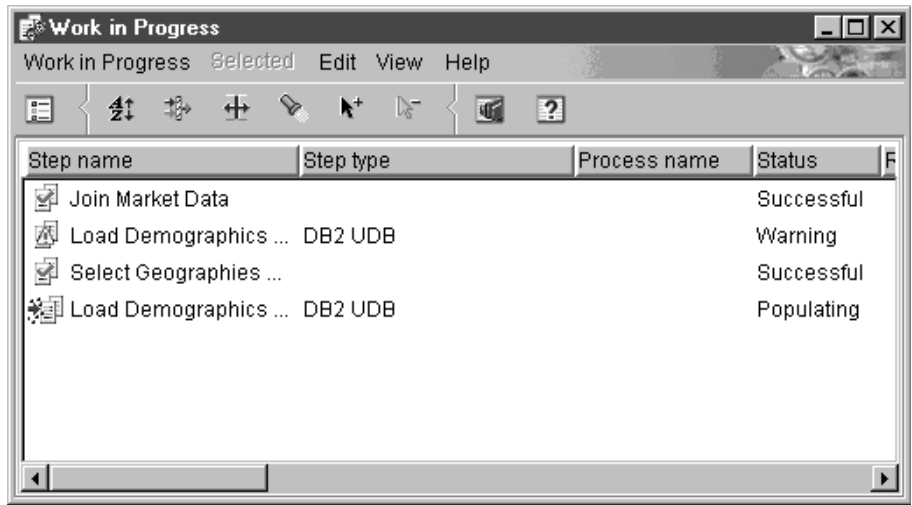 Work in Progress
Work in Progress Selected Edit View Help
Step name Step type Process name Status R
Join Market Data Successful
Load Demographics ... DB2 UDB Warning
Select Geographies ... Successful
Load Demographics ... DB2 UDB Populating